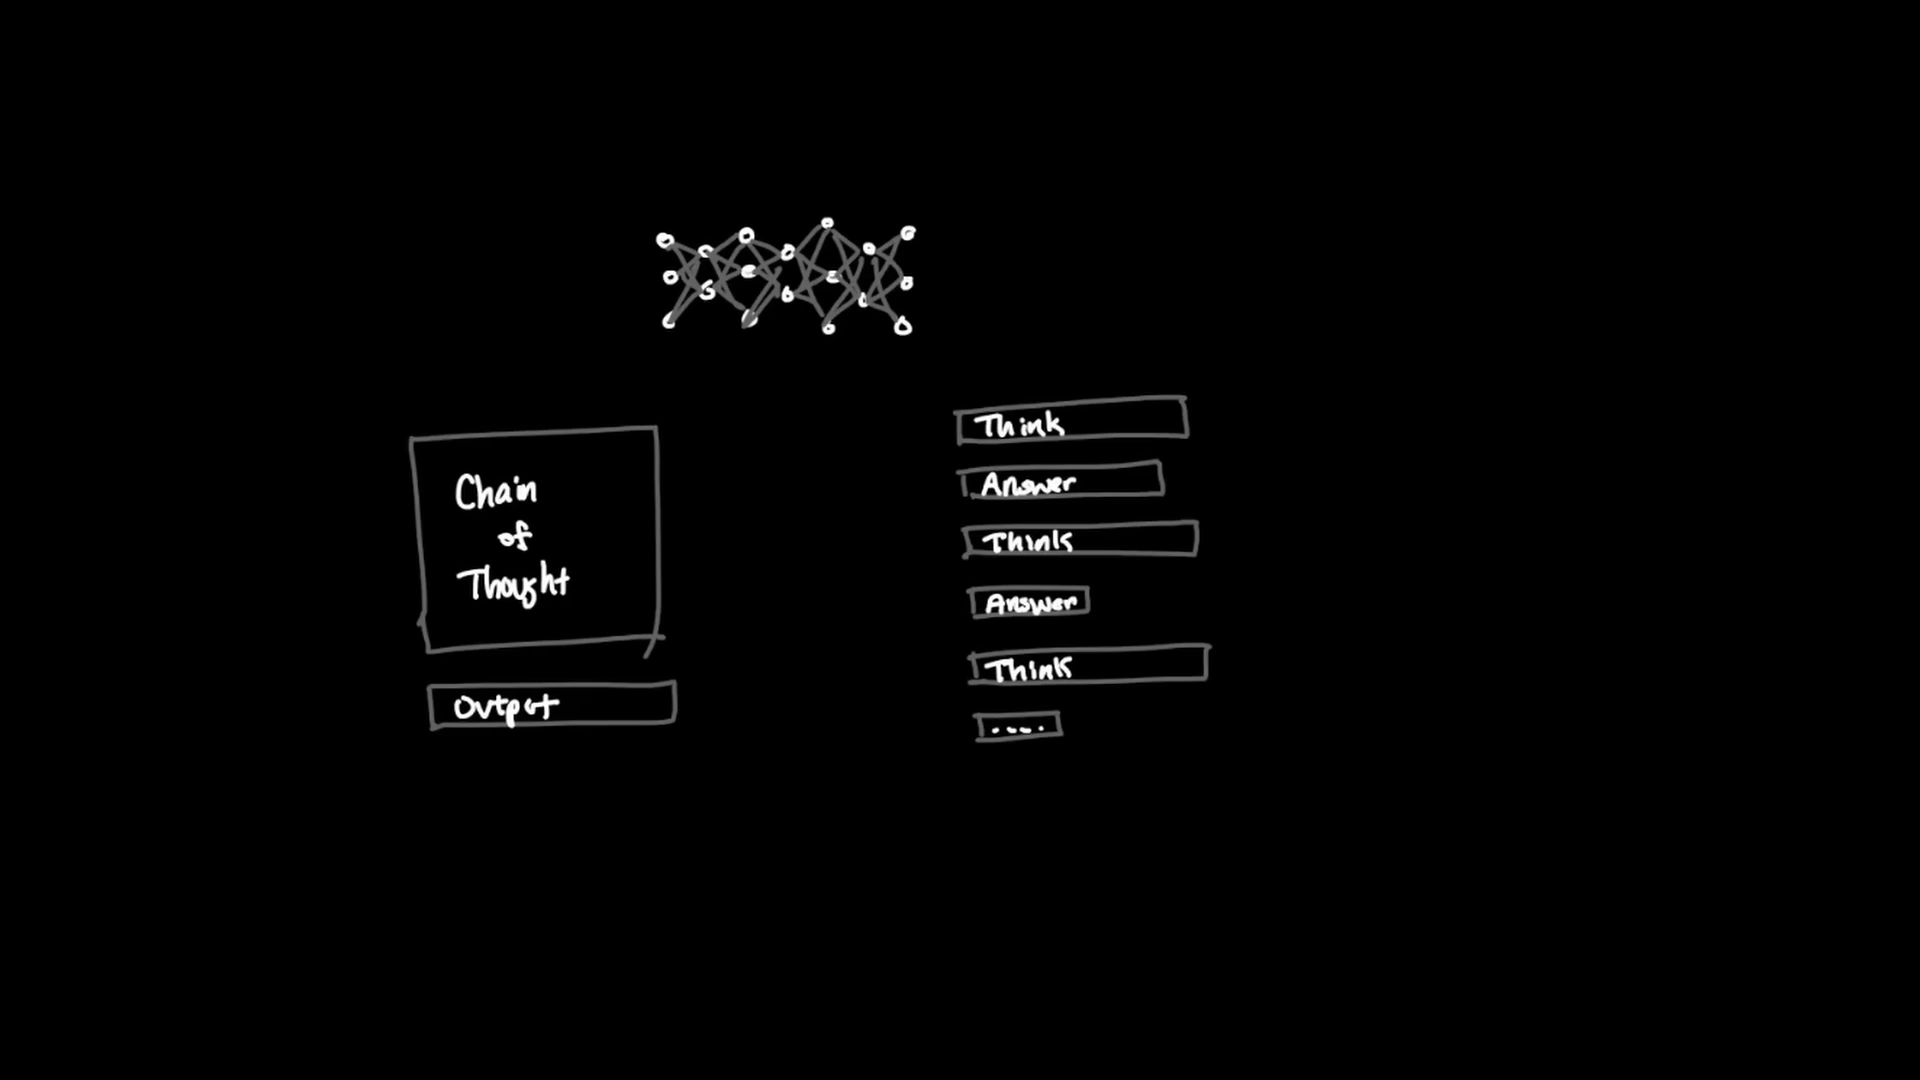 Chain
of
Thought
Output
Think
Answer
Think
Answer
Think
....